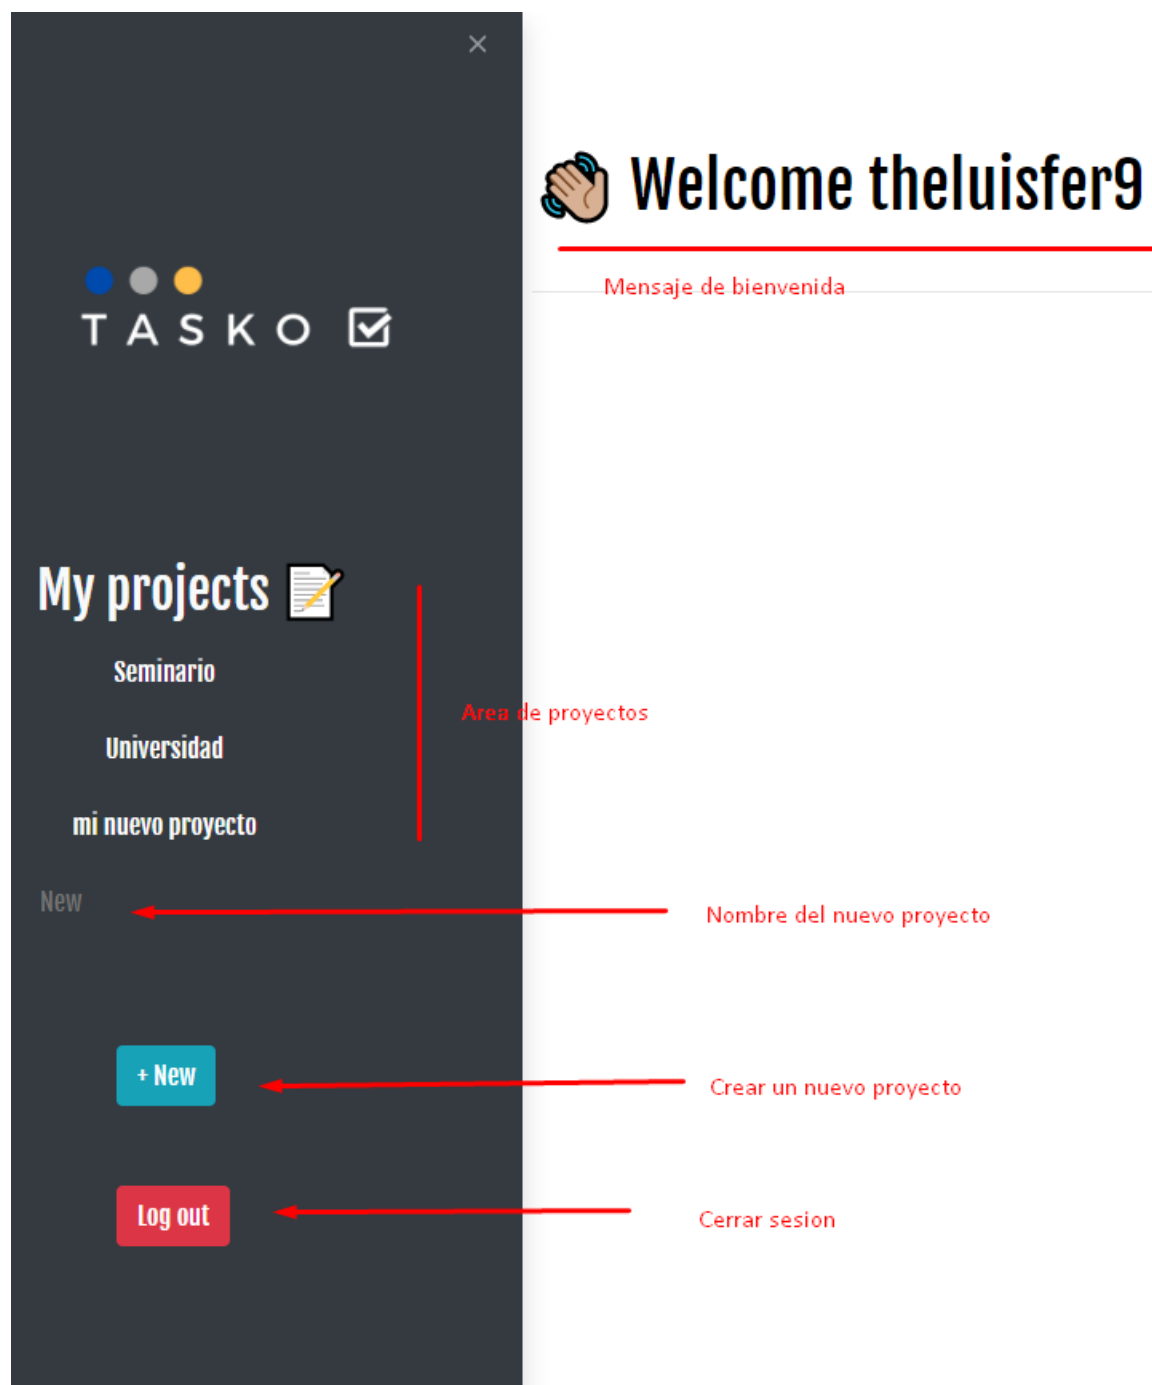 Welcome theluisfer9
Mensaje de bienvenida
TASKO
My projects
Seminario
Area de proyectos
Universidad
mi nuevo proyecto
New
Nombre del nuevo proyecto
+ New
Crear un nuevo proyecto
Log out
Cerrar sesion